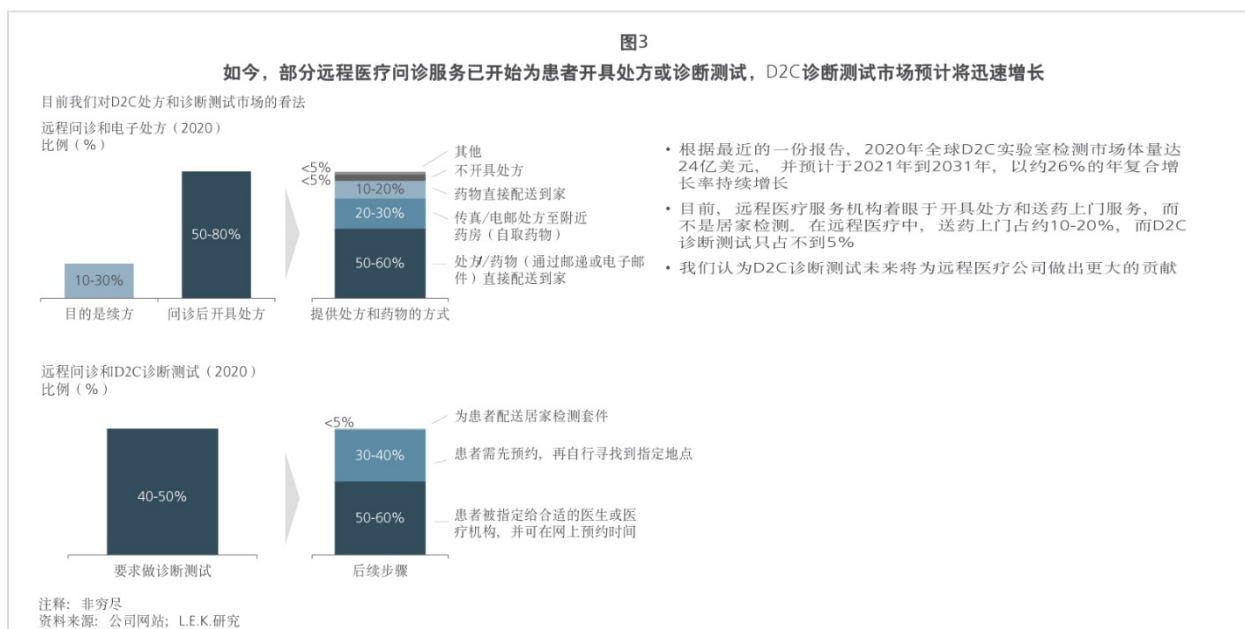 图3
如今，部分远程医疗问诊服务已开始为患者开具处方或诊断测试，D2C诊断测试市场预计将迅速增长
目前我们对D2C处方和诊断测试市场的看法
远程问诊和电子处方（2020）
比例（%）
10-30%
目的是续方
50-80%
问诊后开具处方
<5%
<5%
10-20%
20-30%
50-60%
提供处方和药物的方式
其他
不开具处方
药物直接配送到家
传真/电邮处方至附近
药房（自取药物）
处方/药物（通过邮递或电子邮
件）直接配送到家
• 根据最近的一份报告，2020年全球D2C实验室检测市场体量达
24亿美元，并预计于2021年到2031年，以约26%的年复合增
长率持续增长
• 目前，远程医疗服务机构着眼于开具处方和送药上门服务，而
不是居家检测。在远程医疗中，送药上门占约10-20%，而D2C
诊断测试只占不到5%
• 我们认为D2C诊断测试未来将为远程医疗公司做出更大的贡献
远程问诊和D2C诊断测试（2020）
比例（%）
40-50%
要求做诊断测试
<5%
30-40%
50-60%
后续步骤
为患者配送居家检测套件
患者需先预约，再自行寻找到指定地点
患者被指定给合适的医生或医
疗机构，并可在网上预约时间
注释：非穷尽
资料来源：公司网站；L.E.K.研究